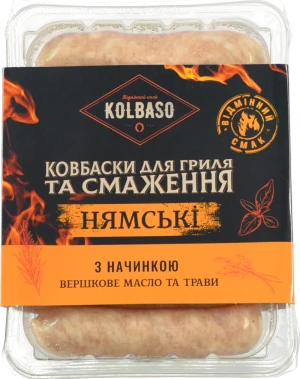 KOLBASO
ВІДМІННИЙ
СМАК
КОВБАСКИ ДЛЯ ГРИЛЯ
ТА СМАЖЕННЯ
НЯМСЬКІ
З НАЧИНКОЮ
ВЕРШКОВЕ МАСЛО ТА ТРАВИ